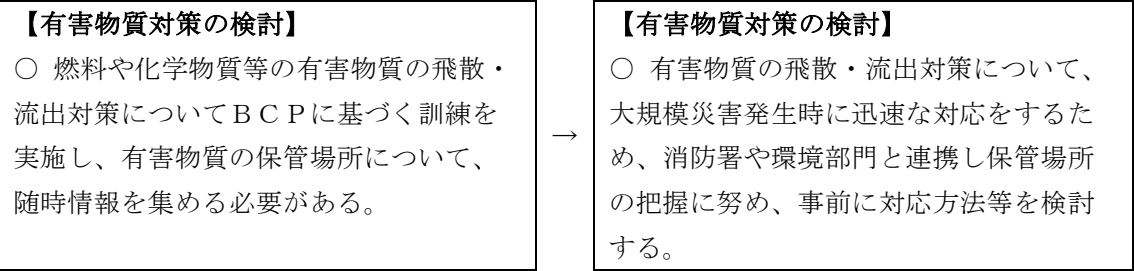 【有害物質対策の検討】
○ 燃料や化学物質等の有害物質の飛散・
流出対策についてＢＣＰに基づく訓練を
実施し、有害物質の保管場所について、
随時情報を集める必要がある。
→
【有害物質対策の検討】
○ 有害物質の飛散・流出対策について、
大規模災害発生時に迅速な対応をするた
め、消防署や環境部門と連携し保管場所
の把握に努め、事前に対応方法等を検討
する。